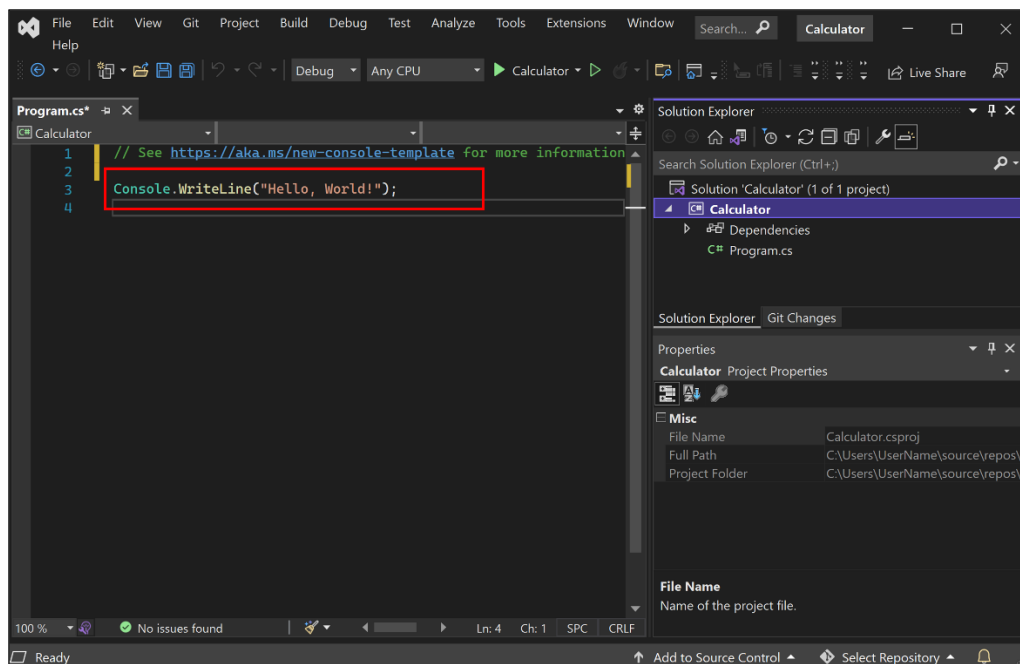 File Edit View Git Project Build Debug Test Analyze Tools Extensions Window Search... Calculator
Help
Debug Any CPU Calculator Live Share
Program.cs*
Calculator
1 // See https://aka.ms/new-console-template for more information
2
3 Console.WriteLine("Hello, World!");
4
100 % No issues found Ln: 4 Ch: 1 SPC CRLF
Solution Explorer
Search Solution Explorer (Ctrl+;)
Solution 'Calculator' (1 of 1 project)
C# Calculator
Dependencies
C# Program.cs
Solution Explorer Git Changes
Properties
Calculator Project Properties
Misc
File Name Calculator.csproj
Full Path C:\Users\UserName\source\repos\
Project Folder C:\Users\UserName\source\repos\
File Name
Name of the project file.
Ready Add to Source Control Select Repository